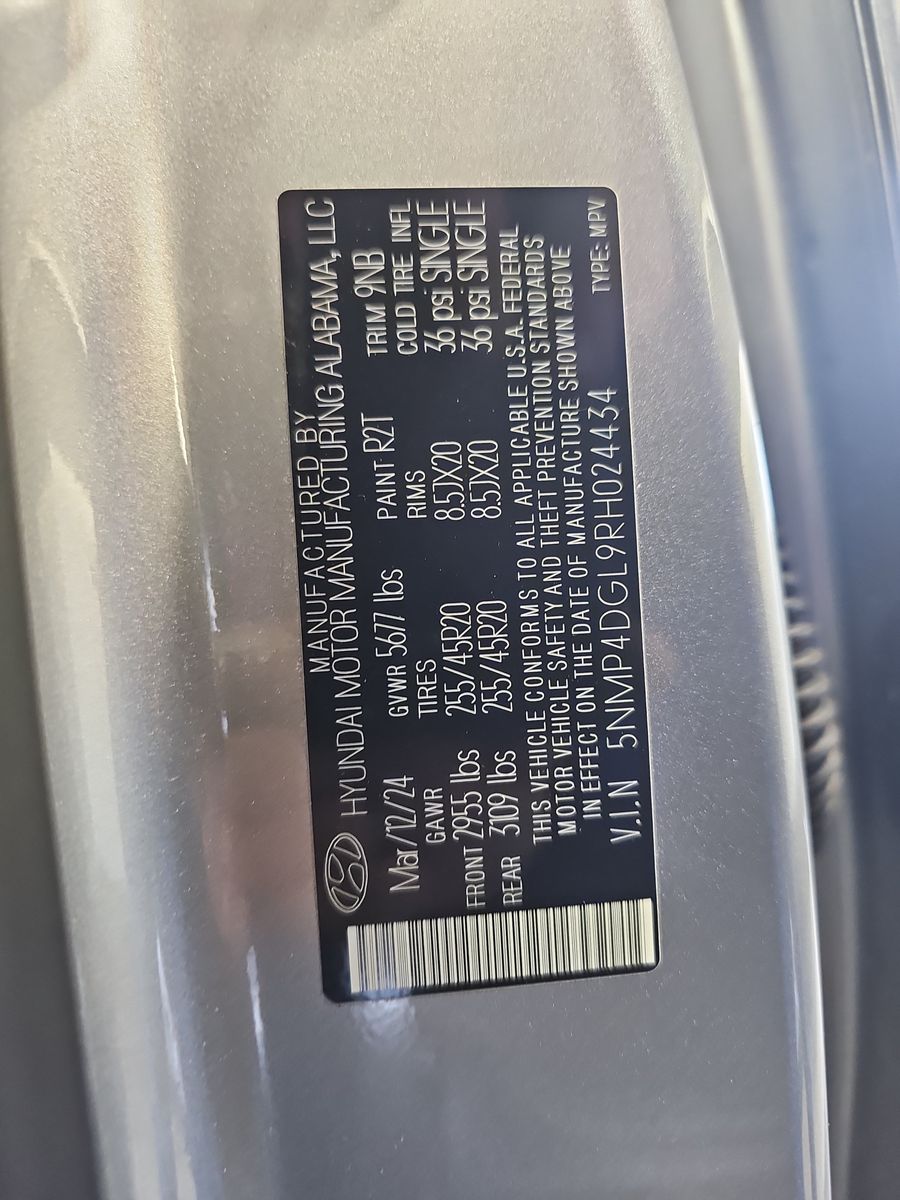 MANUFACTURED BY
HYUNDAI MOTOR MANUFACTURING ALABAMA, LLC
Mar/12/24 GVWR 5677 lbs PAINT R2T TRIM 9NB
GAWR TIRES RIMS COLD TIRE INFL
FRONT 2955 lbs 255/45R20 8.5JX20 36 psi SINGLE
REAR 3109 lbs 255/45R20 8.5JX20 36 psi SINGLE
THIS VEHICLE CONFORMS TO ALL APPLICABLE U.S.A. FEDERAL
MOTOR VEHICLE SAFETY AND THEFT PREVENTION STANDARDS
IN EFFECT ON THE DATE OF MANUFACTURE SHOWN ABOVE
V.I.N 5NMP4DGL9RH024434 TYPE: MPV